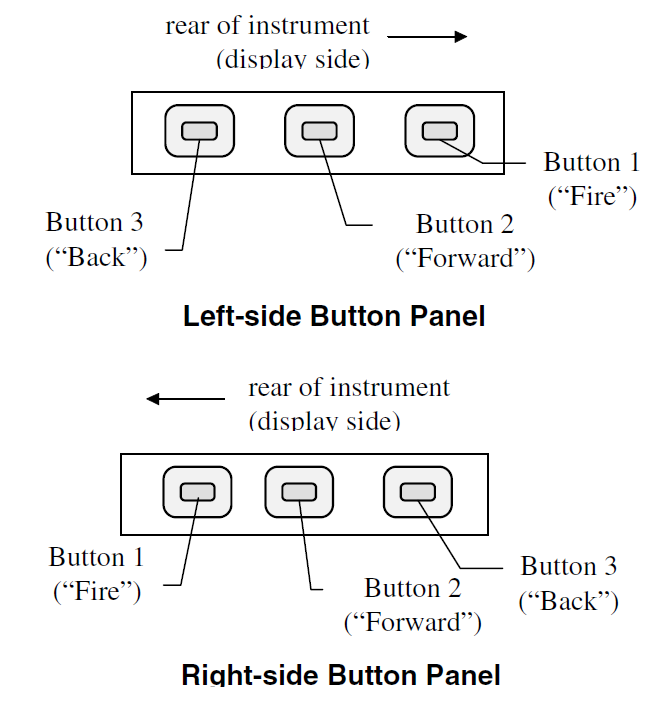 rear of instrument
(display side)
Button 1
(“Fire”)
Button 3
(“Back”)
Button 2
(“Forward”)
Left-side Button Panel
rear of instrument
(display side)
Button 1
(“Fire”)
Button 2
(“Forward”)
Button 3
(“Back”)
Right-side Button Panel